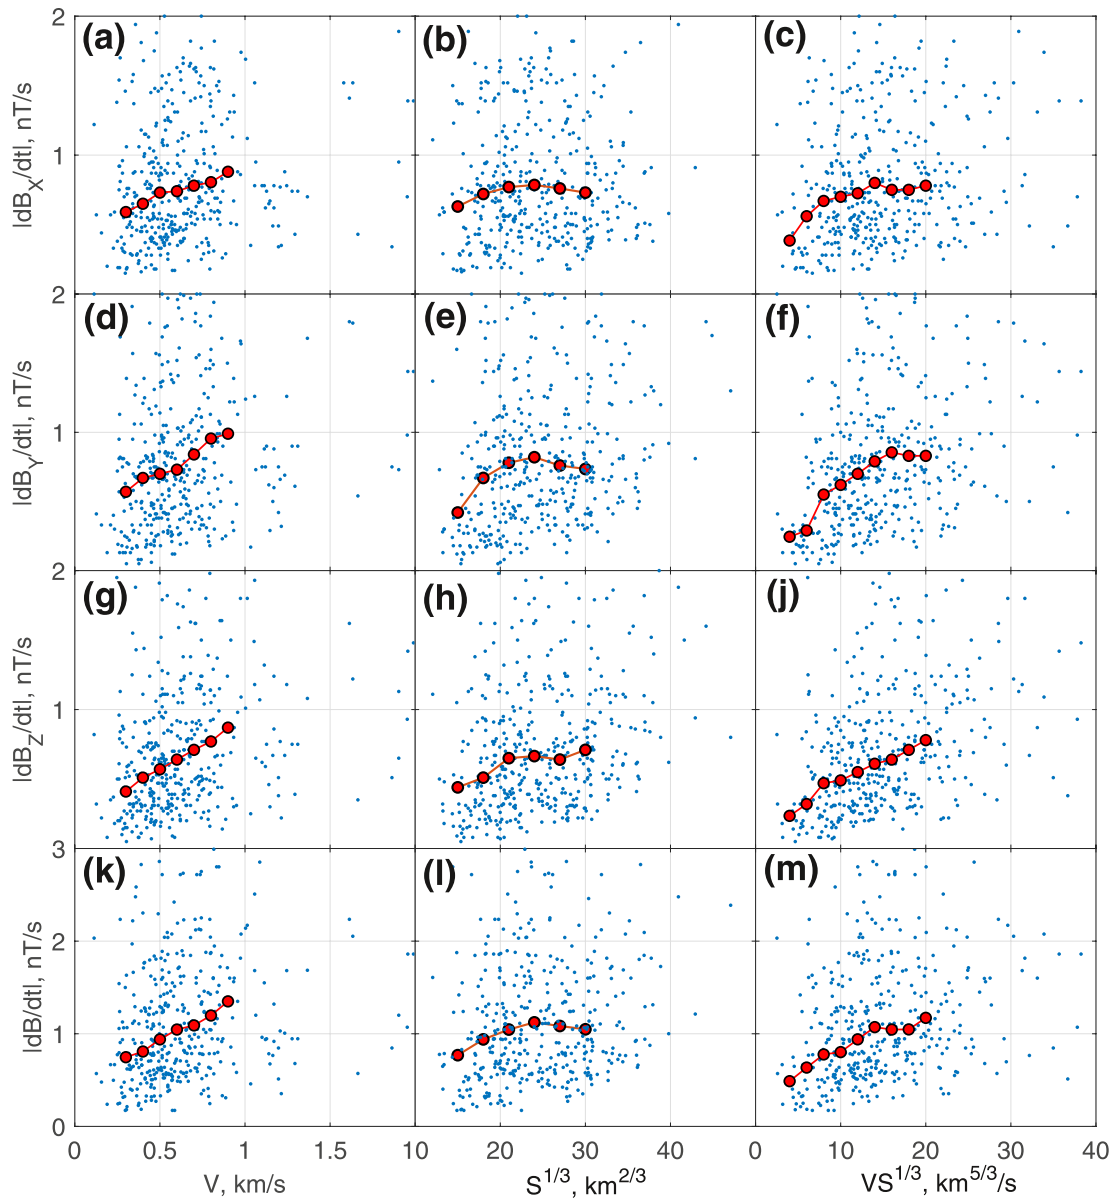 2
(a)
(b)
(c)
1
|dB_X/dt|, nT/s
2
(d)
(e)
(f)
1
|dB_Y/dt|, nT/s
2
(g)
(h)
(j)
1
|dB_Z/dt|, nT/s
3
(k)
(l)
(m)
2
1
|dB/dt|, nT/s
0
0 0.5 1 1.5 10 20 30 40 0 10 20 30 40
V, km/s
S^{1/3}, km^{2/3}
VS^{1/3}, km^{5/3}/s